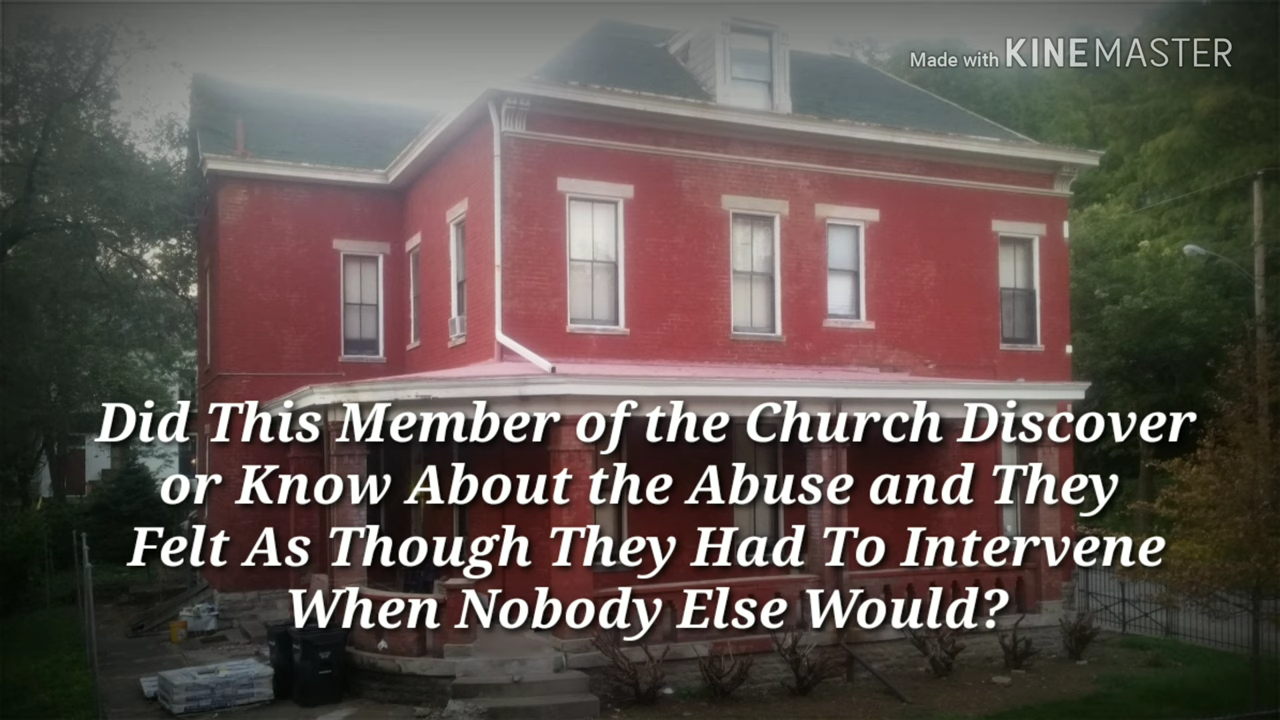 Made with KINEMASTER
Did This Member of the Church Discover
or Know About the Abuse and They
Felt As Though They Had To Intervene
When Nobody Else Would?